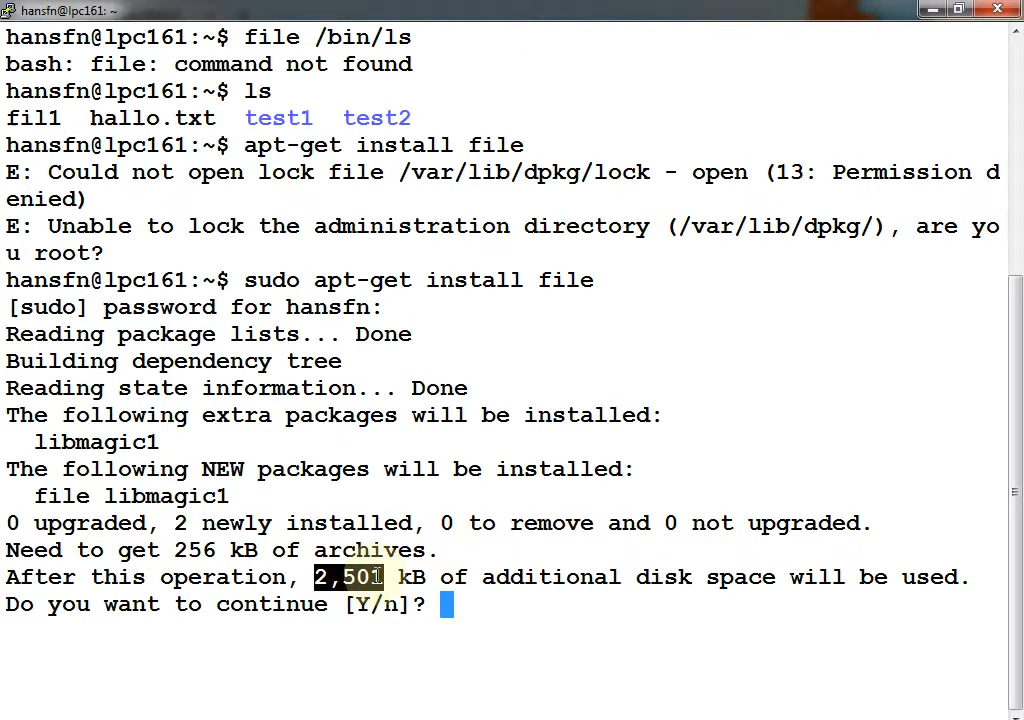 hansfn@lpc161: ~
hansfn@lpc161:~$ file /bin/ls
bash: file: command not found
hansfn@lpc161:~$ ls
fil1  hallo.txt  test1  test2
hansfn@lpc161:~$ apt-get install file
E: Could not open lock file /var/lib/dpkg/lock - open (13: Permission d
enied)
E: Unable to lock the administration directory (/var/lib/dpkg/), are yo
u root?
hansfn@lpc161:~$ sudo apt-get install file
[sudo] password for hansfn:
Reading package lists... Done
Building dependency tree
Reading state information... Done
The following extra packages will be installed:
  libmagic1
The following NEW packages will be installed:
  file libmagic1
0 upgraded, 2 newly installed, 0 to remove and 0 not upgraded.
Need to get 256 kB of archives.
After this operation, 2,501 kB of additional disk space will be used.
Do you want to continue [Y/n]?